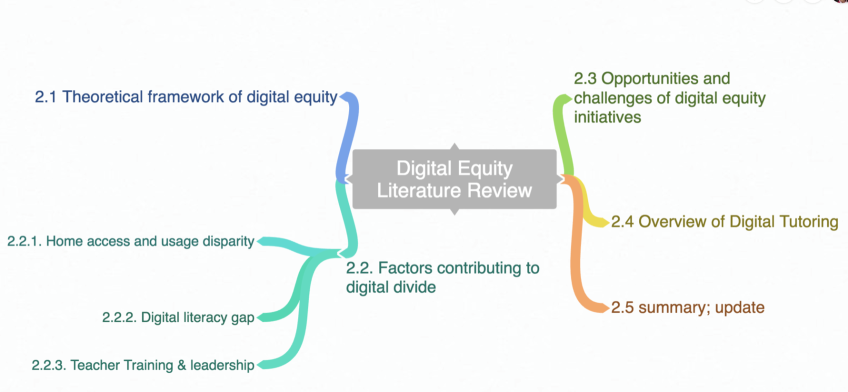 Digital Equity
Literature Review
2.1 Theoretical framework of digital equity
2.2. Factors contributing to
digital divide
2.2.1. Home access and usage disparity
2.2.2. Digital literacy gap
2.2.3. Teacher Training & leadership
2.3 Opportunities and
challenges of digital equity
initiatives
2.4 Overview of Digital Tutoring
2.5 summary; update